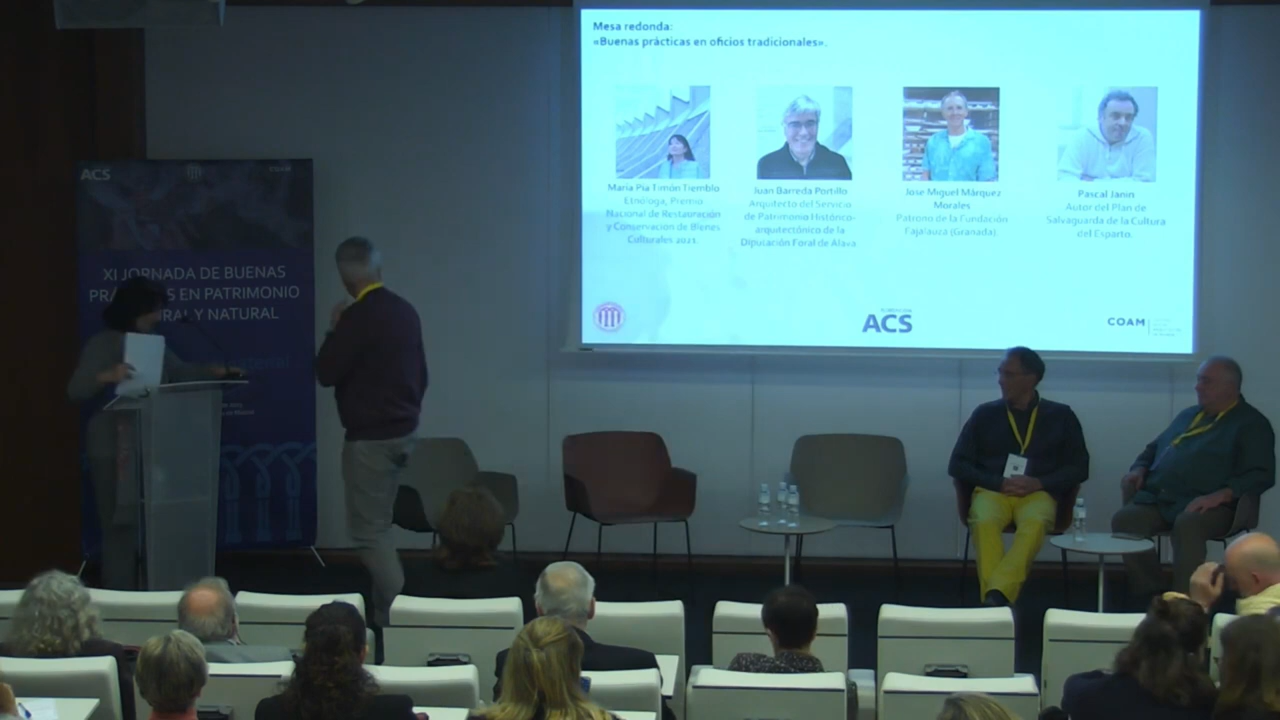 Mesa redonda:
«Buenas prácticas en oficios tradicionales».
María Pía Timón Tiemblo
Etnóloga, Premio
Nacional de Restauración
y Conservación de Bienes
Culturales 2021.
Juan Barreda Portillo
Arquitecto del Servicio
de Patrimonio Histórico-
arquitectónico de la
Diputación Foral de Álava
Jose Miguel Márquez
Morales
Patrono de la Fundación
Fajalauza (Granada).
Pascal Janin
Autor del Plan de
Salvaguarda de la Cultura
del Esparto.
ACS
COAM
ACS
COAM
XI JORNADA DE BUENAS
EN PATRIMONIO
Y NATURAL